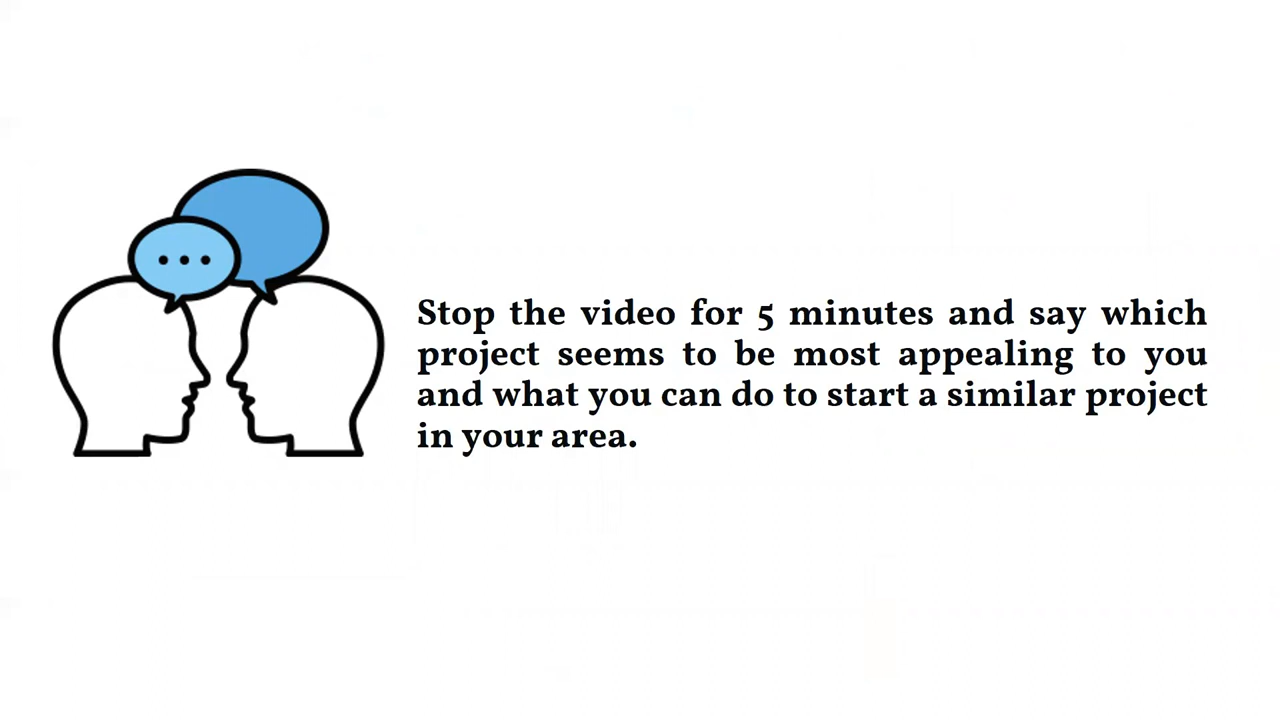 Stop the video for 5 minutes and say which
project seems to be most appealing to you
and what you can do to start a similar project
in your area.